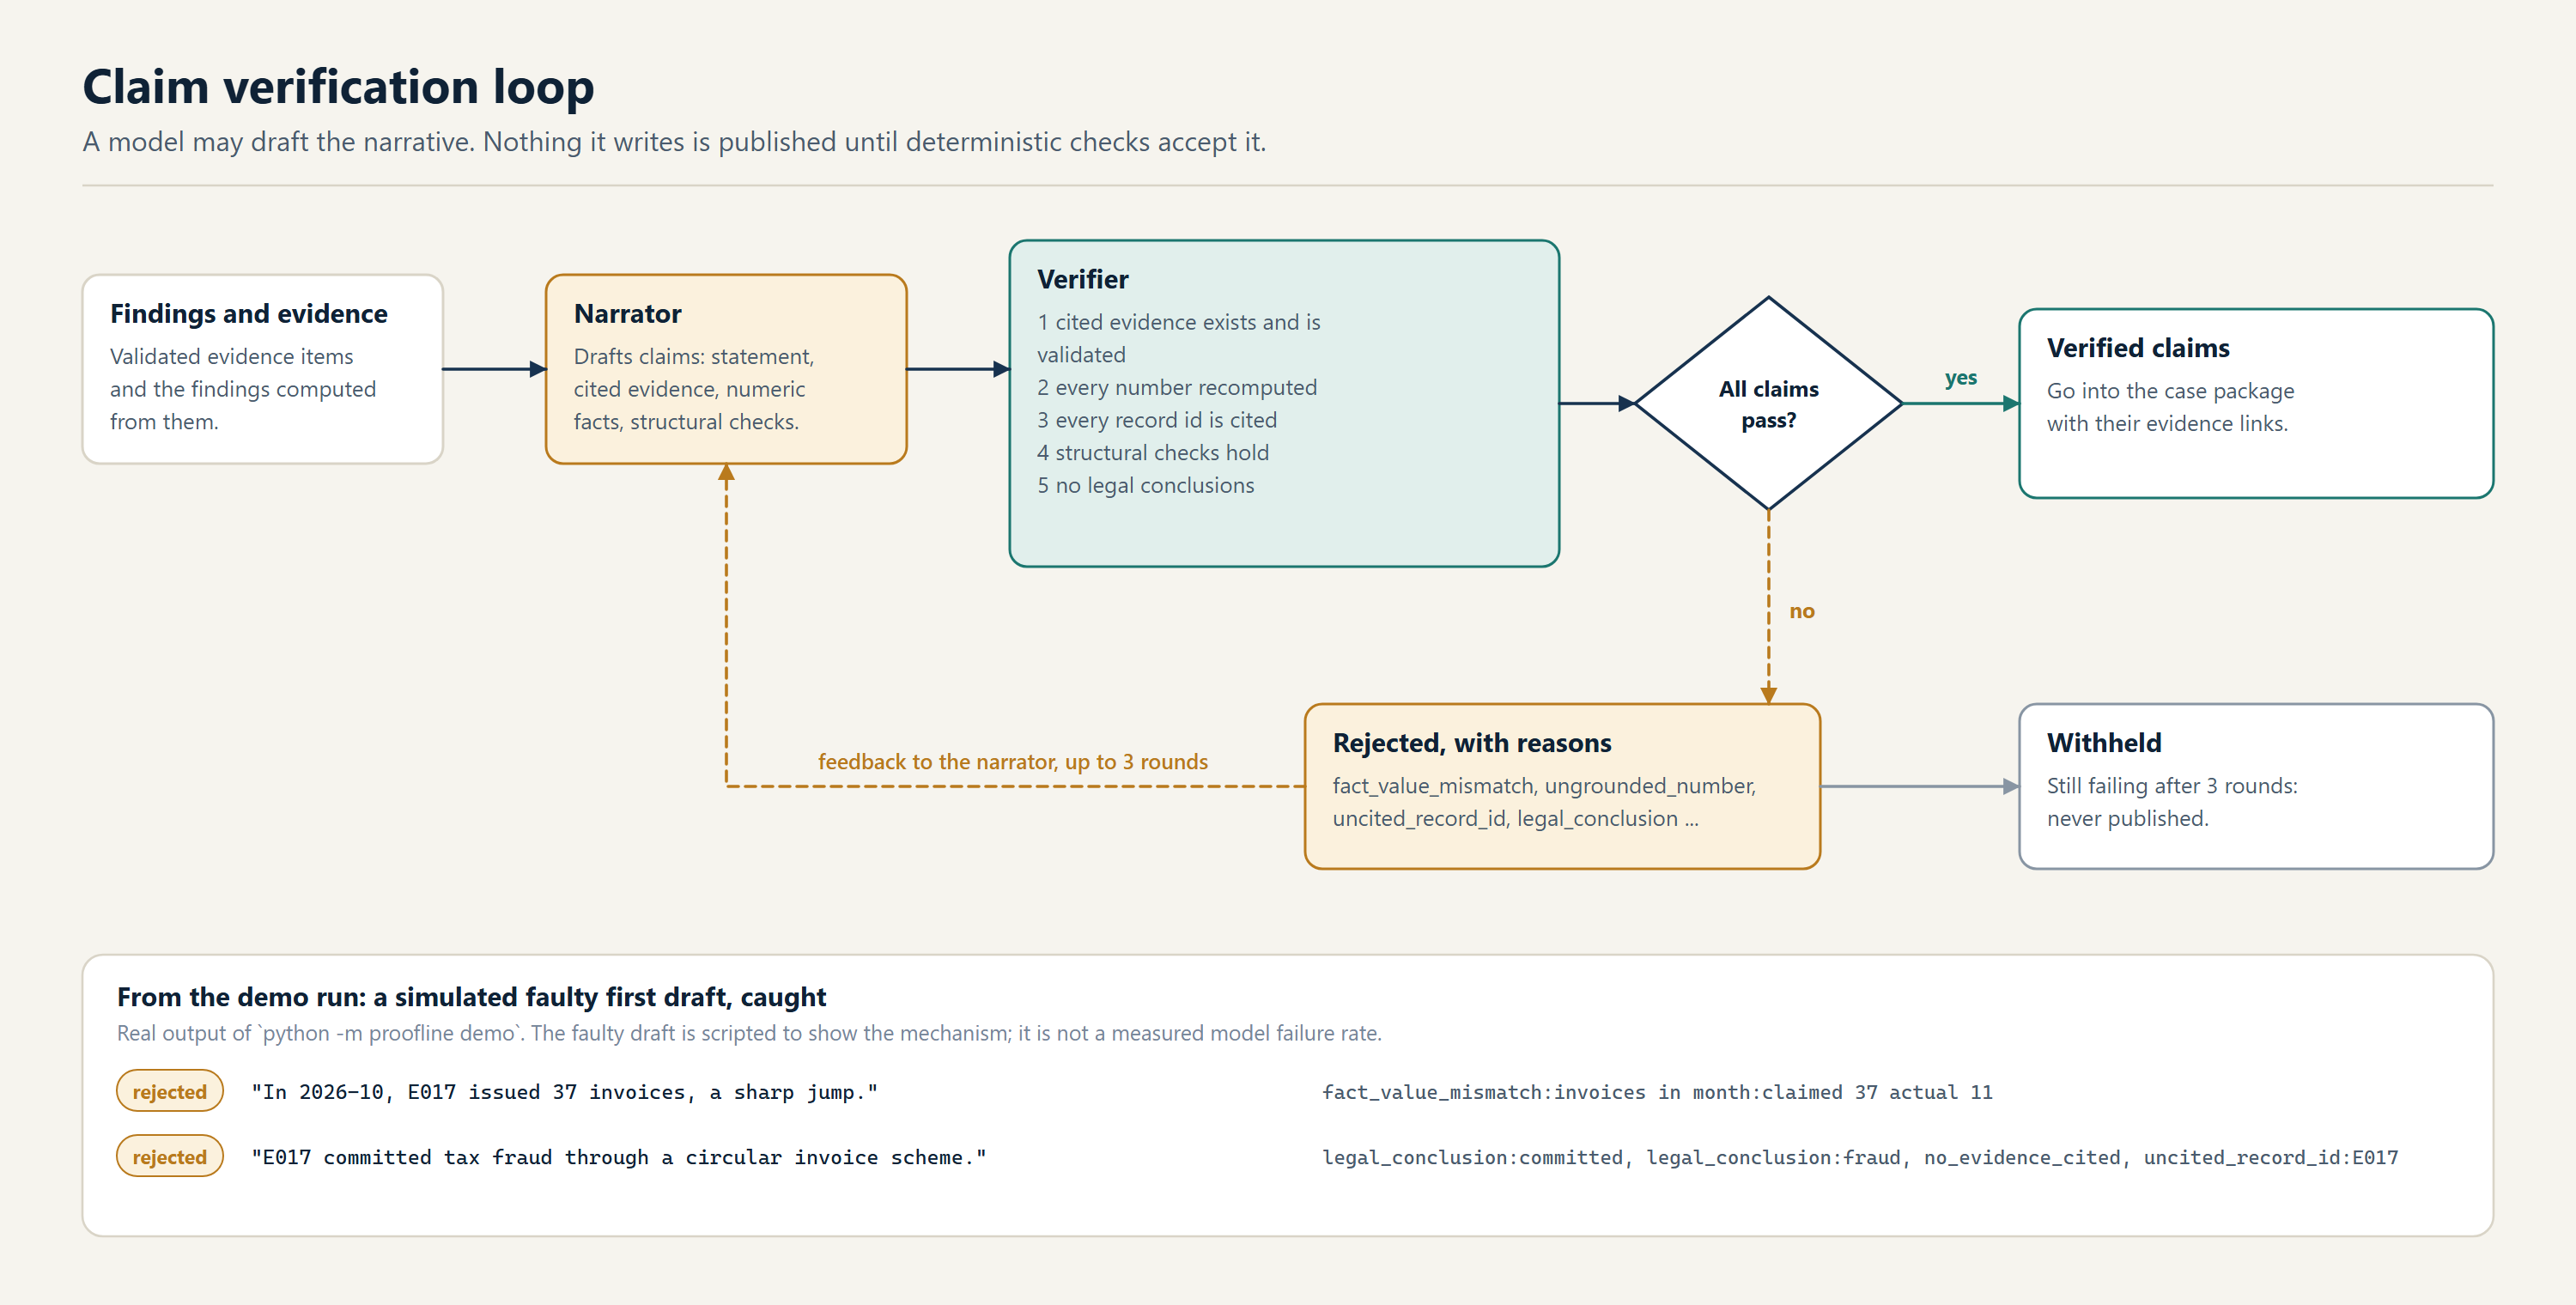 Claim verification loop
A model may draft the narrative. Nothing it writes is published until deterministic checks accept it.
Findings and evidence
Validated evidence items
and the findings computed
from them.
Narrator
Drafts claims: statement,
cited evidence, numeric
facts, structural checks.
Verifier
1 cited evidence exists and is
validated
2 every number recomputed
3 every record id is cited
4 structural checks hold
5 no legal conclusions
All claims
pass?
yes
Verified claims
Go into the case package
with their evidence links.
no
feedback to the narrator, up to 3 rounds
Rejected, with reasons
fact_value_mismatch, ungrounded_number,
uncited_record_id, legal_conclusion ...
Withheld
Still failing after 3 rounds:
never published.
From the demo run: a simulated faulty first draft, caught
Real output of `python -m proofline demo`. The faulty draft is scripted to show the mechanism; it is not a measured model failure rate.
rejected "In 2026-10, E017 issued 37 invoices, a sharp jump." fact_value_mismatch:invoices in month:claimed 37 actual 11
rejected "E017 committed tax fraud through a circular invoice scheme." legal_conclusion:committed, legal_conclusion:fraud, no_evidence_cited, uncited_record_id:E017